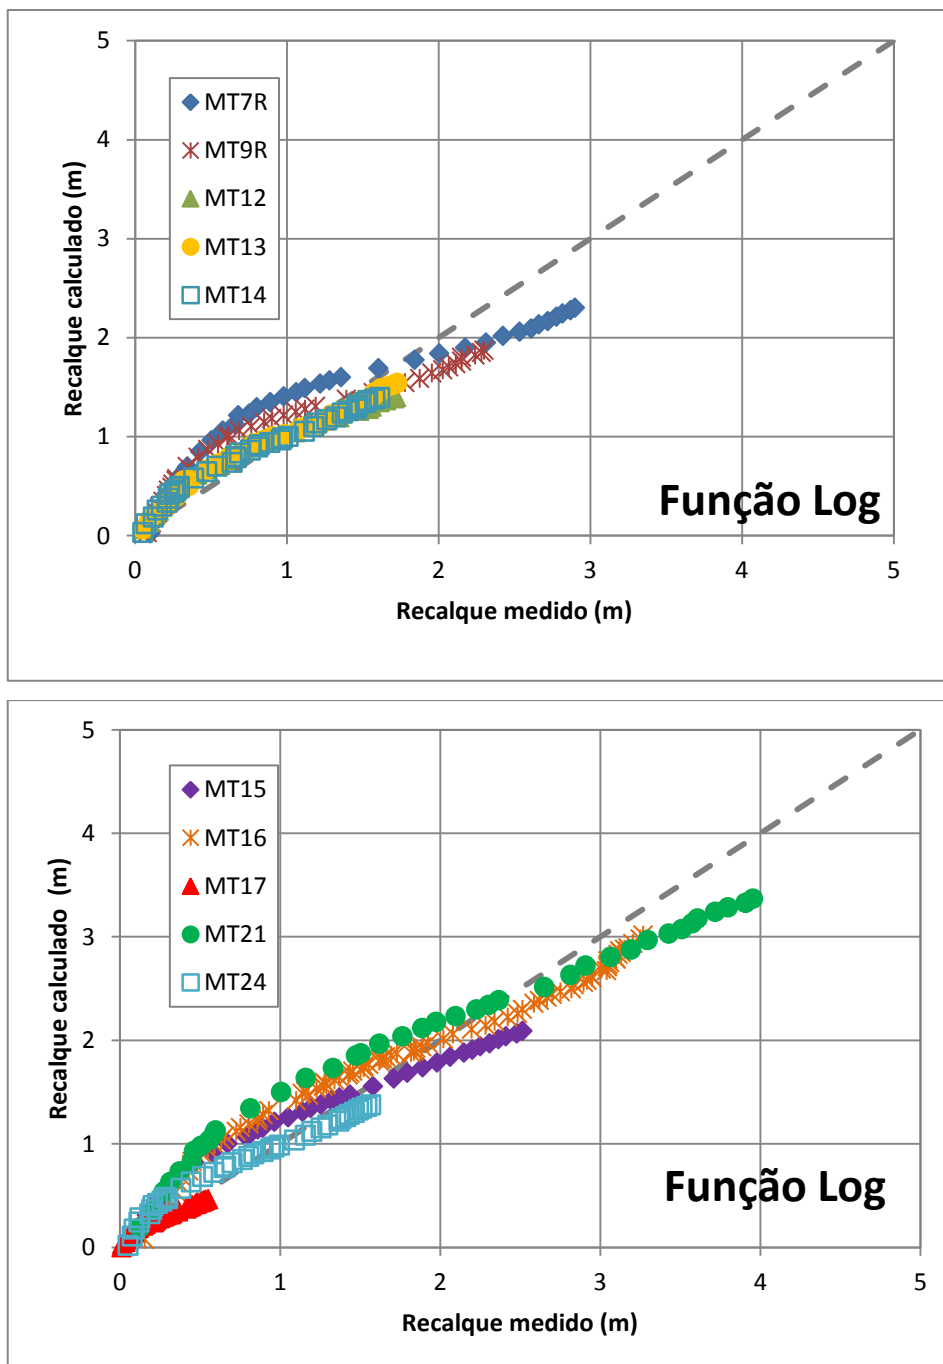 5
4
3
2
1
0
Recalque calculado (m)
MT7R
MT9R
MT12
MT13
MT14
Função Log
0 1 2 3 4 5
Recalque medido (m)
5
4
3
2
1
0
Recalque calculado (m)
MT15
MT16
MT17
MT21
MT24
Função Log
0 1 2 3 4 5
Recalque medido (m)